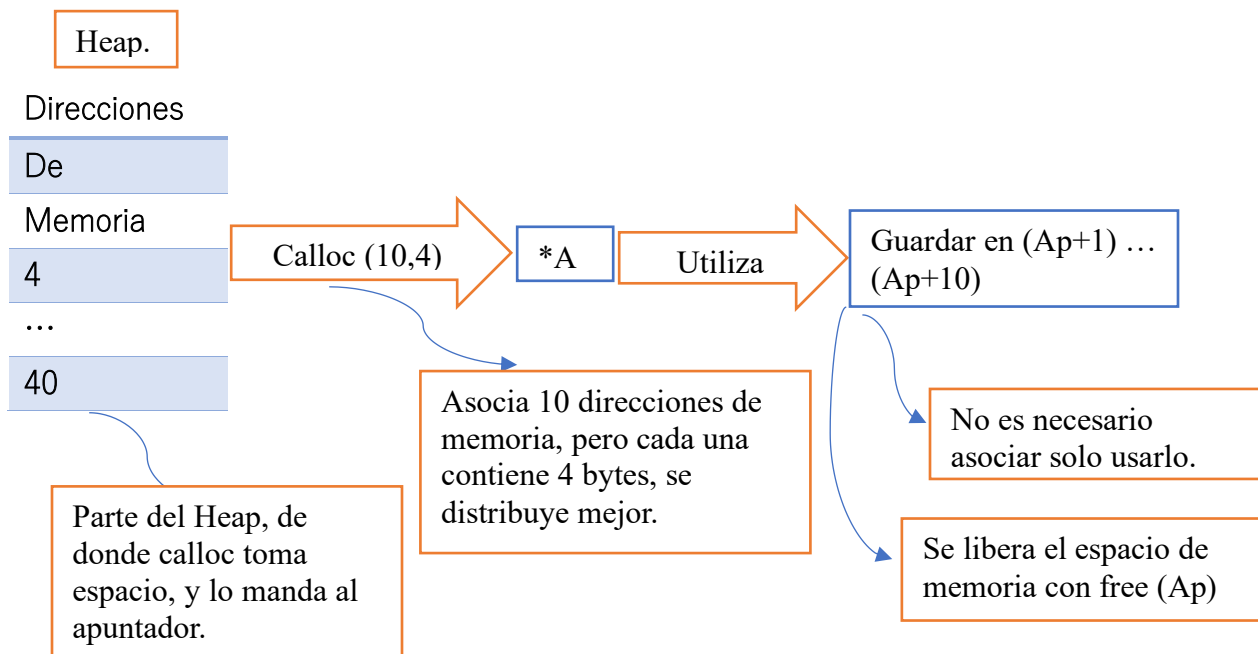 Heap.
Direcciones
De
Memoria
4
...
40
Calloc (10,4)
*A
Utiliza
Guardar en (Ap+1) …
(Ap+10)
Asocia 10 direcciones de
memoria, pero cada una
contiene 4 bytes, se
distribuye mejor.
No es necesario
asociar solo usarlo.
Parte del Heap, de
donde calloc toma
espacio, y lo manda al
apuntador.
Se libera el espacio de
memoria con free (Ap)